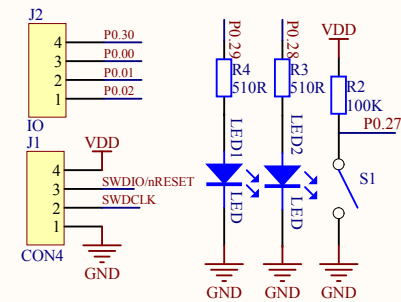 J2
4 P0.30
3 P0.00
2 P0.01
1 P0.02
IO
J1
4 VDD
3 SWDIO/nRESET
2 SWDCLK
1
CON4
GND
P0.29
R4
510R
LED1
LED
GND
P0.28
R3
510R
LED2
LED
GND
VDD
R2
100K
P0.27
S1
GND